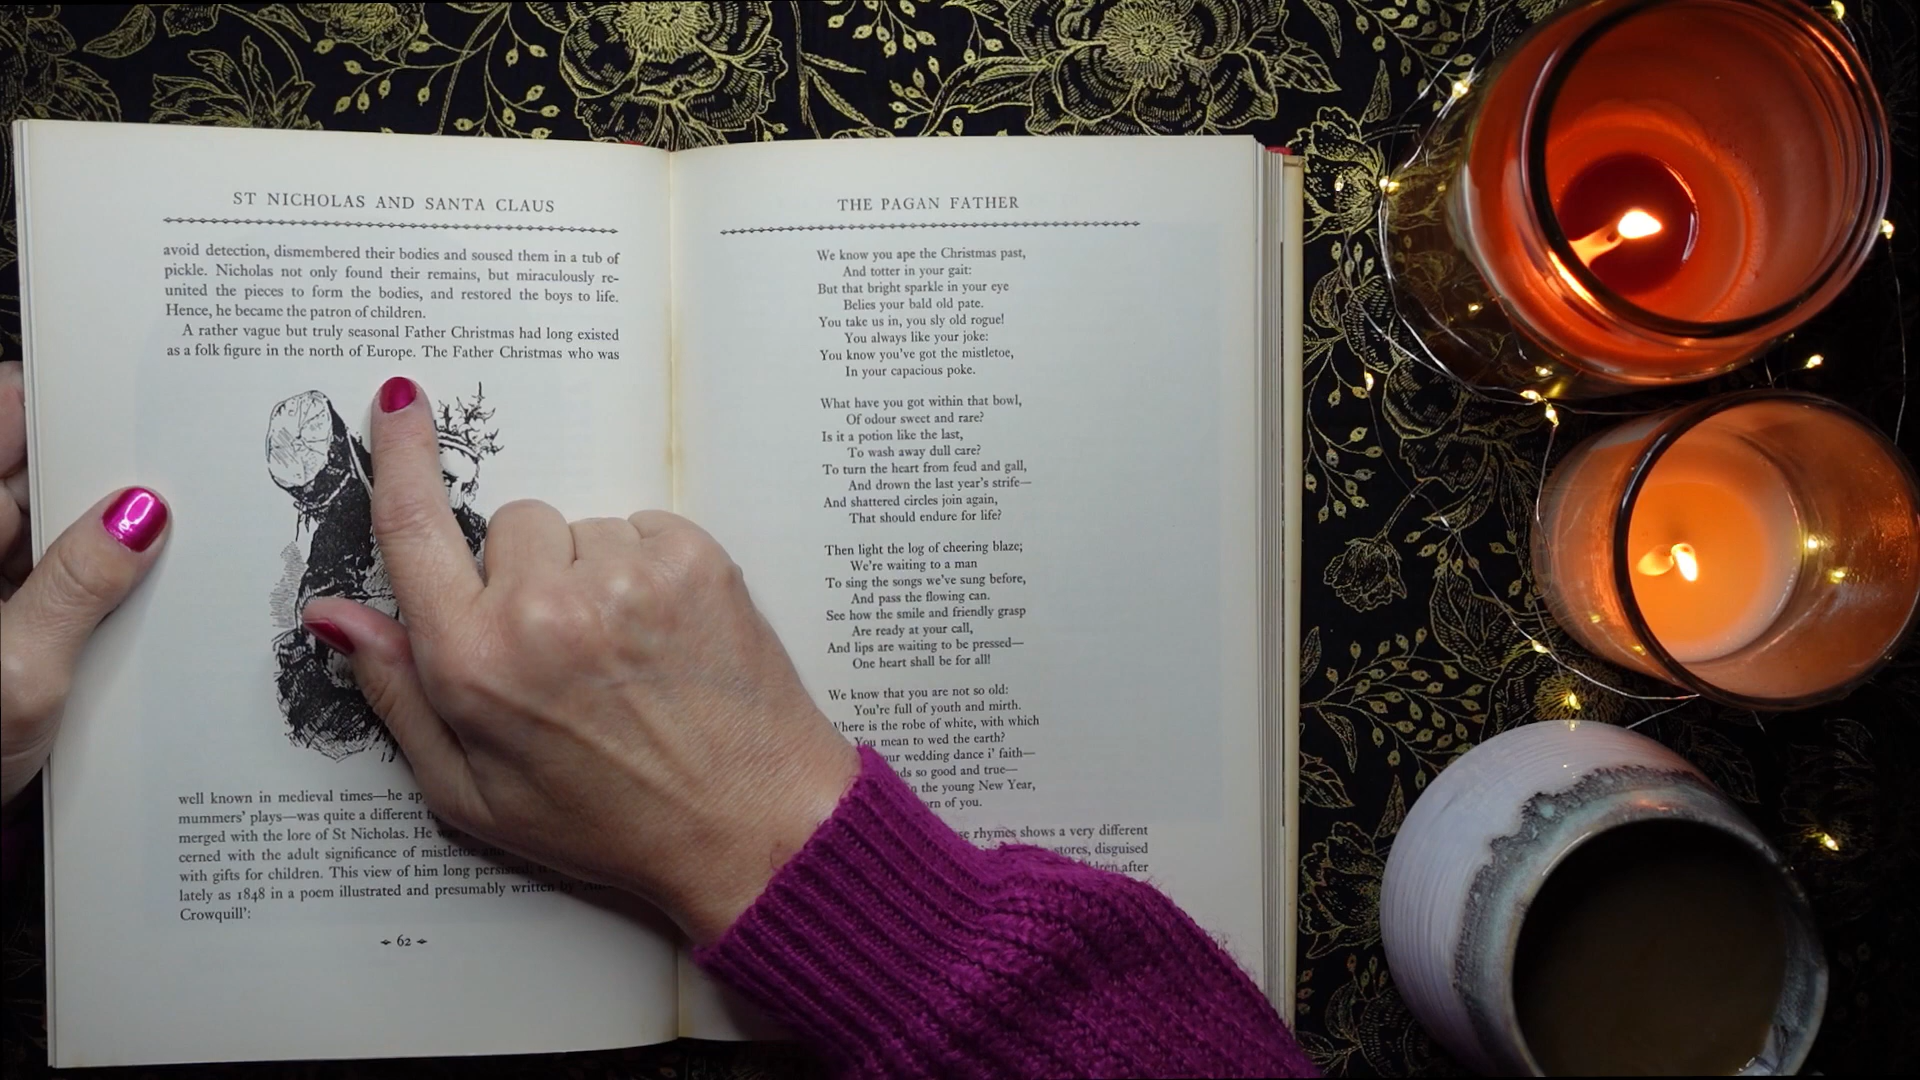 ST NICHOLAS AND SANTA CLAUS
avoid detection, dismembered their bodies and soused them in a tub of
pickle. Nicholas not only found their remains, but miraculously re-
united the pieces to form the bodies, and restored the boys to life.
Hence, he became the patron of children.
A rather vague but truly seasonal Father Christmas had long existed
as a folk figure in the north of Europe. The Father Christmas who was
well known in medieval times—he
mummers' plays—was quite a different
merged with the lore of St Nicholas. He was
cerned with the adult significance of mistletoe and
with gifts for children. This view of him long persisted;
lately as 1848 in a poem illustrated and presumably written by
Crowquill':
62
THE PAGAN FATHER
We know you ape the Christmas past,
And totter in your gait:
But that bright sparkle in your eye
Belies your bald old pate.
You take us in, you sly old rogue!
You always like your joke:
You know you've got the mistletoe,
In your capacious poke.
What have you got within that bowl,
Of odour sweet and rare?
Is it a potion like the last,
To wash away dull care?
To turn the heart from feud and gall,
And drown the last year's strife—
And shattered circles join again,
That should endure for life?
Then light the log of cheering blaze;
We're waiting to a man
To sing the songs we've sung before,
And pass the flowing can.
See how the smile and friendly grasp
Are ready at your call,
And lips are waiting to be pressed—
One heart shall be for all!
We know that you are not so old:
You're full of youth and mirth.
Where is the robe of white, with which
You mean to wed the earth?
wedding dance i' faith—
so good and true—
the young New Year,
of you.
rhymes shows a very different
stores, disguised
children after